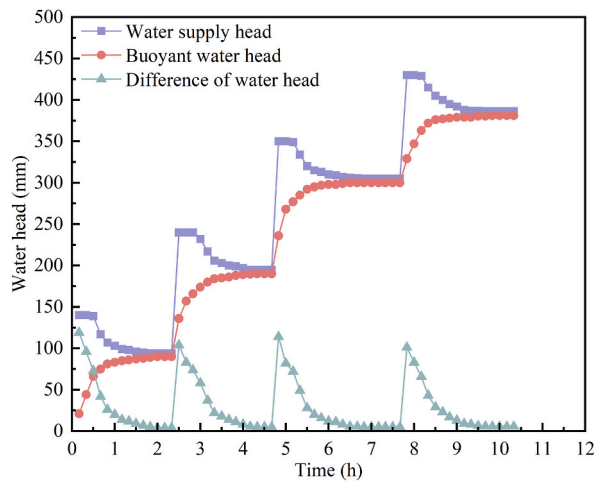 500
450
400
350
300
250
200
150
100
50
0
Water head (mm)
Water supply head
Buoyant water head
Difference of water head
0 1 2 3 4 5 6 7 8 9 10 11 12
Time (h)